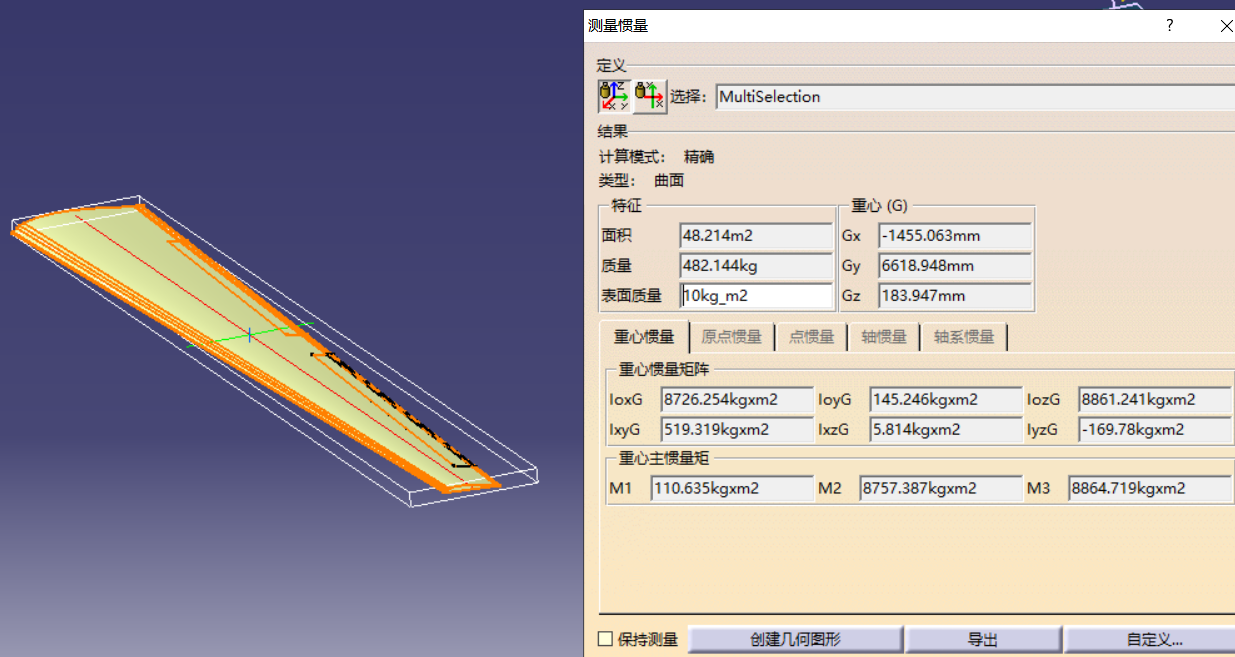 测量惯量 ?
定义
选择: MultiSelection
结果
计算模式: 精确
类型: 曲面
特征 重心 (G)
面积 48.214m2 Gx -1455.063mm
质量 482.144kg Gy 6618.948mm
表面质量 10kg_m2 Gz 183.947mm
重心惯量 原点惯量 点惯量 轴惯量 轴系惯量
重心惯量矩阵
IoxG 8726.254kgxm2 IoyG 145.246kgxm2 IozG 8861.241kgxm2
IxyG 519.319kgxm2 IxzG 5.814kgxm2 IyzG -169.78kgxm2
重心主惯量矩
M1 110.635kgxm2 M2 8757.387kgxm2 M3 8864.719kgxm2
保持测量 创建几何图形 导出 自定义...